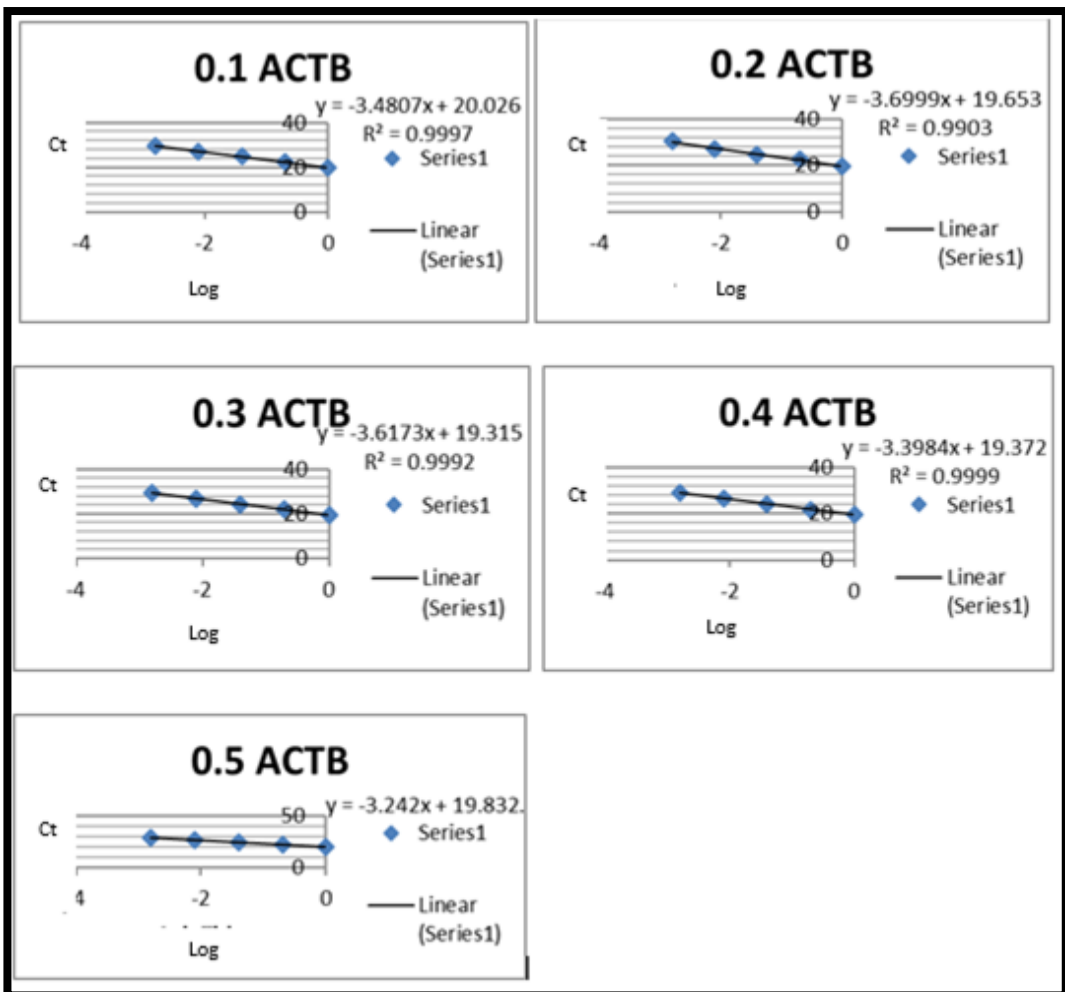 0.1 ACTB
y = -3.4807x + 20.026
R² = 0.9997
40
20
0
Ct
Series1
Linear
(Series1)
-4
-2
0
Log
0.2 ACTB
y = -3.6999x + 19.653
R² = 0.9903
40
20
0
Ct
Series1
Linear
(Series1)
-4
-2
0
Log
0.3 ACTB
y = -3.6173x + 19.315
R² = 0.9992
40
20
0
Ct
Series1
Linear
(Series1)
-4
-2
0
Log
0.4 ACTB
y = -3.3984x + 19.372
R² = 0.9999
40
20
0
Ct
Series1
Linear
(Series1)
-4
-2
0
Log
0.5 ACTB
y = -3.242x + 19.832.
50
0
Ct
Series1
Linear
(Series1)
4
-2
0
Log